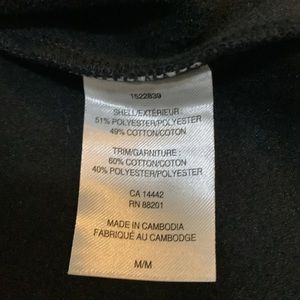 1522839
SHELL/EXTÉRIEUR :
51% POLYESTER/POLYESTER
49% COTTON/COTON
TRIM/GARNITURE :
60% COTTON/COTON
40% POLYESTER/POLYESTER
CA 14442
RN 88201
MADE IN CAMBODIA
FABRIQUÉ AU CAMBODGE
M/M